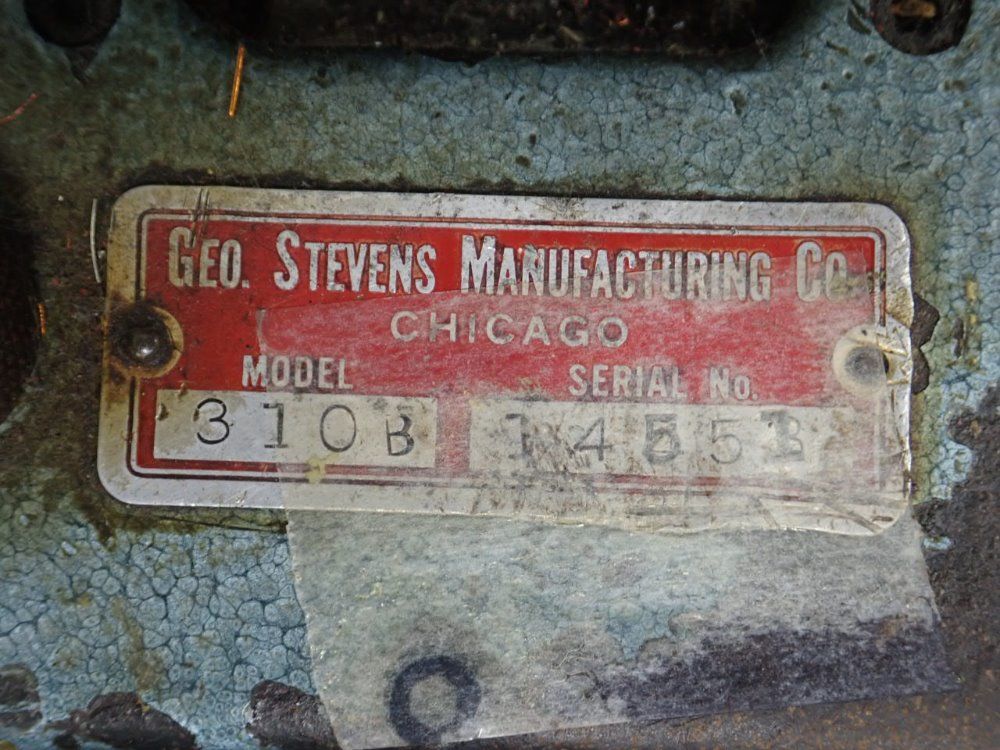 GEO. STEVENS MANUFACTURING CO.
CHICAGO
MODEL SERIAL NO.
310B